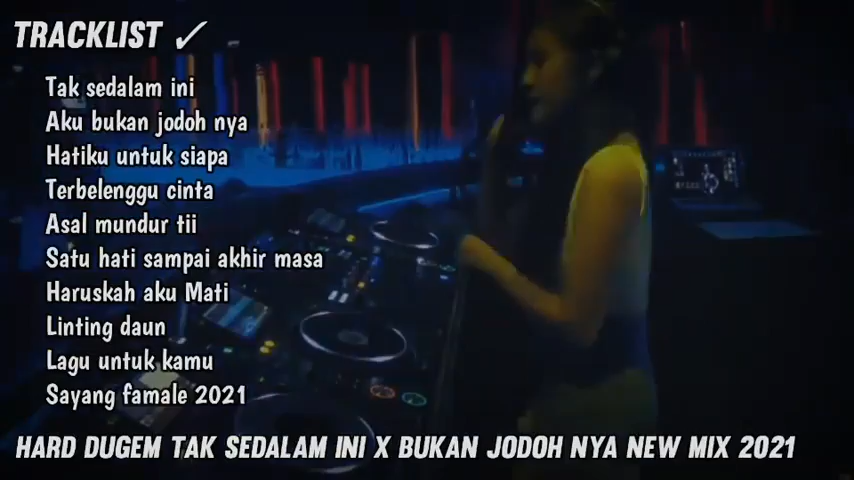 TRACKLIST ✓
Tak sedalam ini
Aku bukan jodoh nya
Hatiku untuk siapa
Terbelenggu cinta
Asal mundur tii
Satu hati sampai akhir masa
Haruskah aku Mati
Linting daun
Lagu untuk kamu
Sayang famale 2021
HARD DUGEM TAK SEDALAM INI X BUKAN JODOH NYA NEW MIX 2021